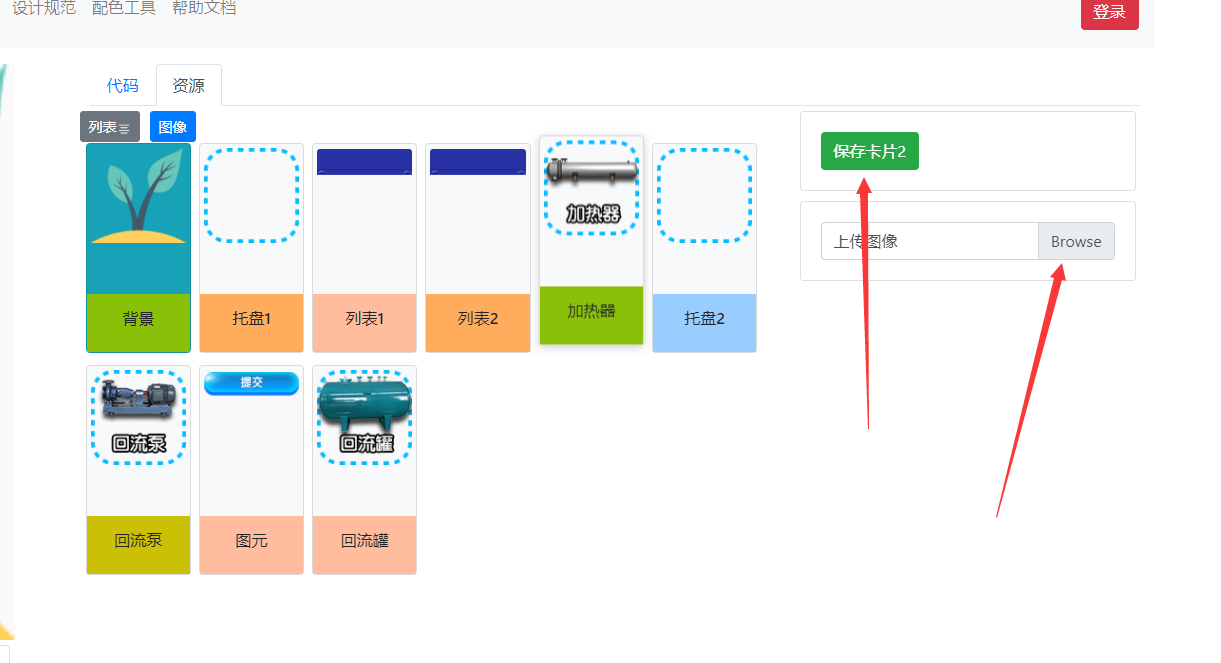 设计规范 配色工具 帮助文档 登录
代码 资源
列表 图像
保存卡片2
上传图像 Browse
加热器
背景 托盘1 列表1 列表2 加热器 托盘2
提交
回流泵 回流罐
回流泵 图元 回流罐